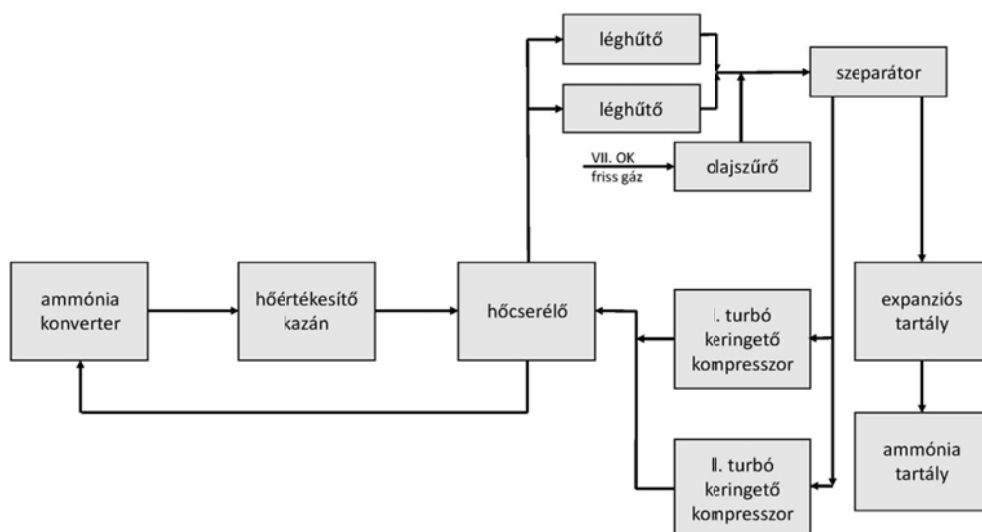 léghűtő
szeparátor
léghűtő
VII. OK
friss gáz
olajszűrő
ammónia
konverter
hőértékesítő
kazán
hőcserélő
I. turbó
keringető
kompresszor
expanziós
tartály
II. turbó
keringető
kompresszor
ammónia
tartály